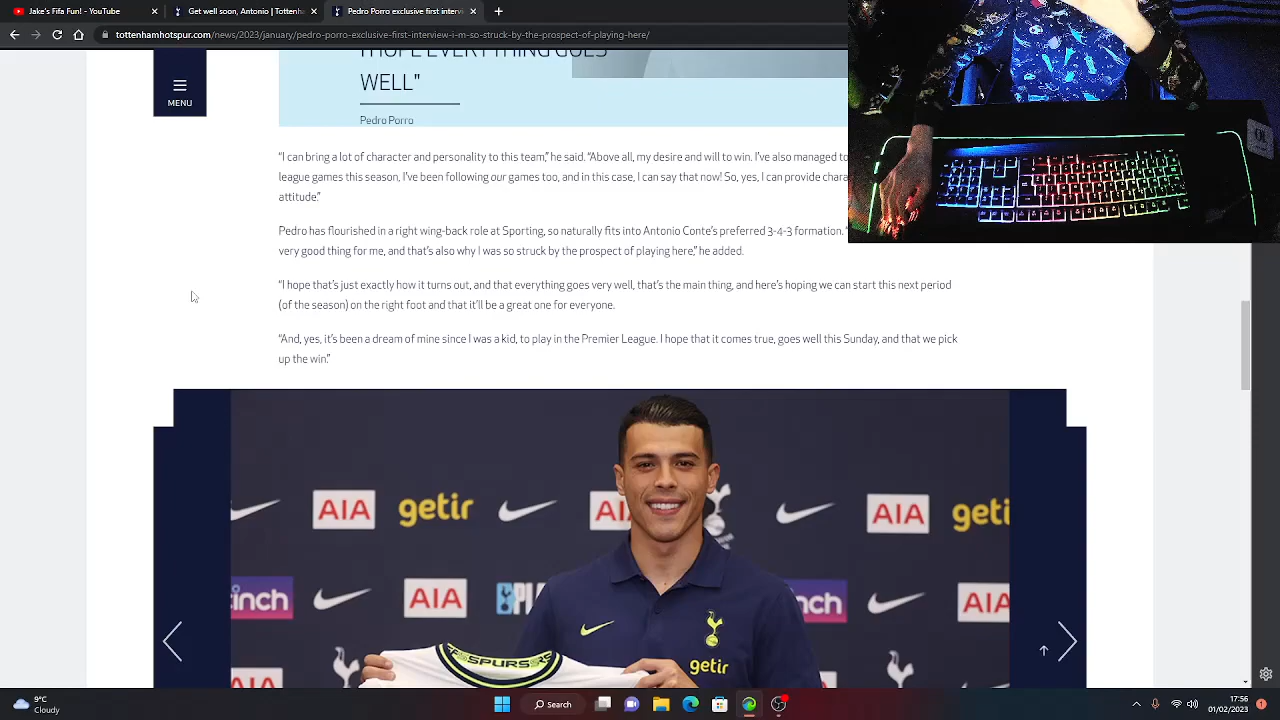 Jake's Fifa Fun! - YouTube
Get well soon, Antonio | Tottenh
Pedro Porro exclusive first inter
tottenhamhotspur.com/news/2023/january/pedro-porro-exclusive-first-interview-i-m-so-struck-by-the-prospect-of-playing-here/
I HOPE EVERYTHING GOES
WELL"
MENU
Pedro Porro
"I can bring a lot of character and personality to this team," he said. "Above all, my desire and will to win. I've also managed to
league games this season, I've been following our games too, and in this case, I can say that now! So, yes, I can provide chara
attitude."
Pedro has flourished in a right wing-back role at Sporting, so naturally fits into Antonio Conte's preferred 3-4-3 formation. "
very good thing for me, and that's also why I was so struck by the prospect of playing here," he added.
"I hope that's just exactly how it turns out, and that everything goes very well, that's the main thing, and here's hoping we can start this next period
(of the season) on the right foot and that it'll be a great one for everyone.
"And, yes, it's been a dream of mine since I was a kid, to play in the Premier League. I hope that it comes true, goes well this Sunday, and that we pick
up the win."
AIA getir AIA AIA getir
cinch AIA nch AIA
getir
SPURS
AIA
9°C
Cloudy
Search
17:56
01/02/2023